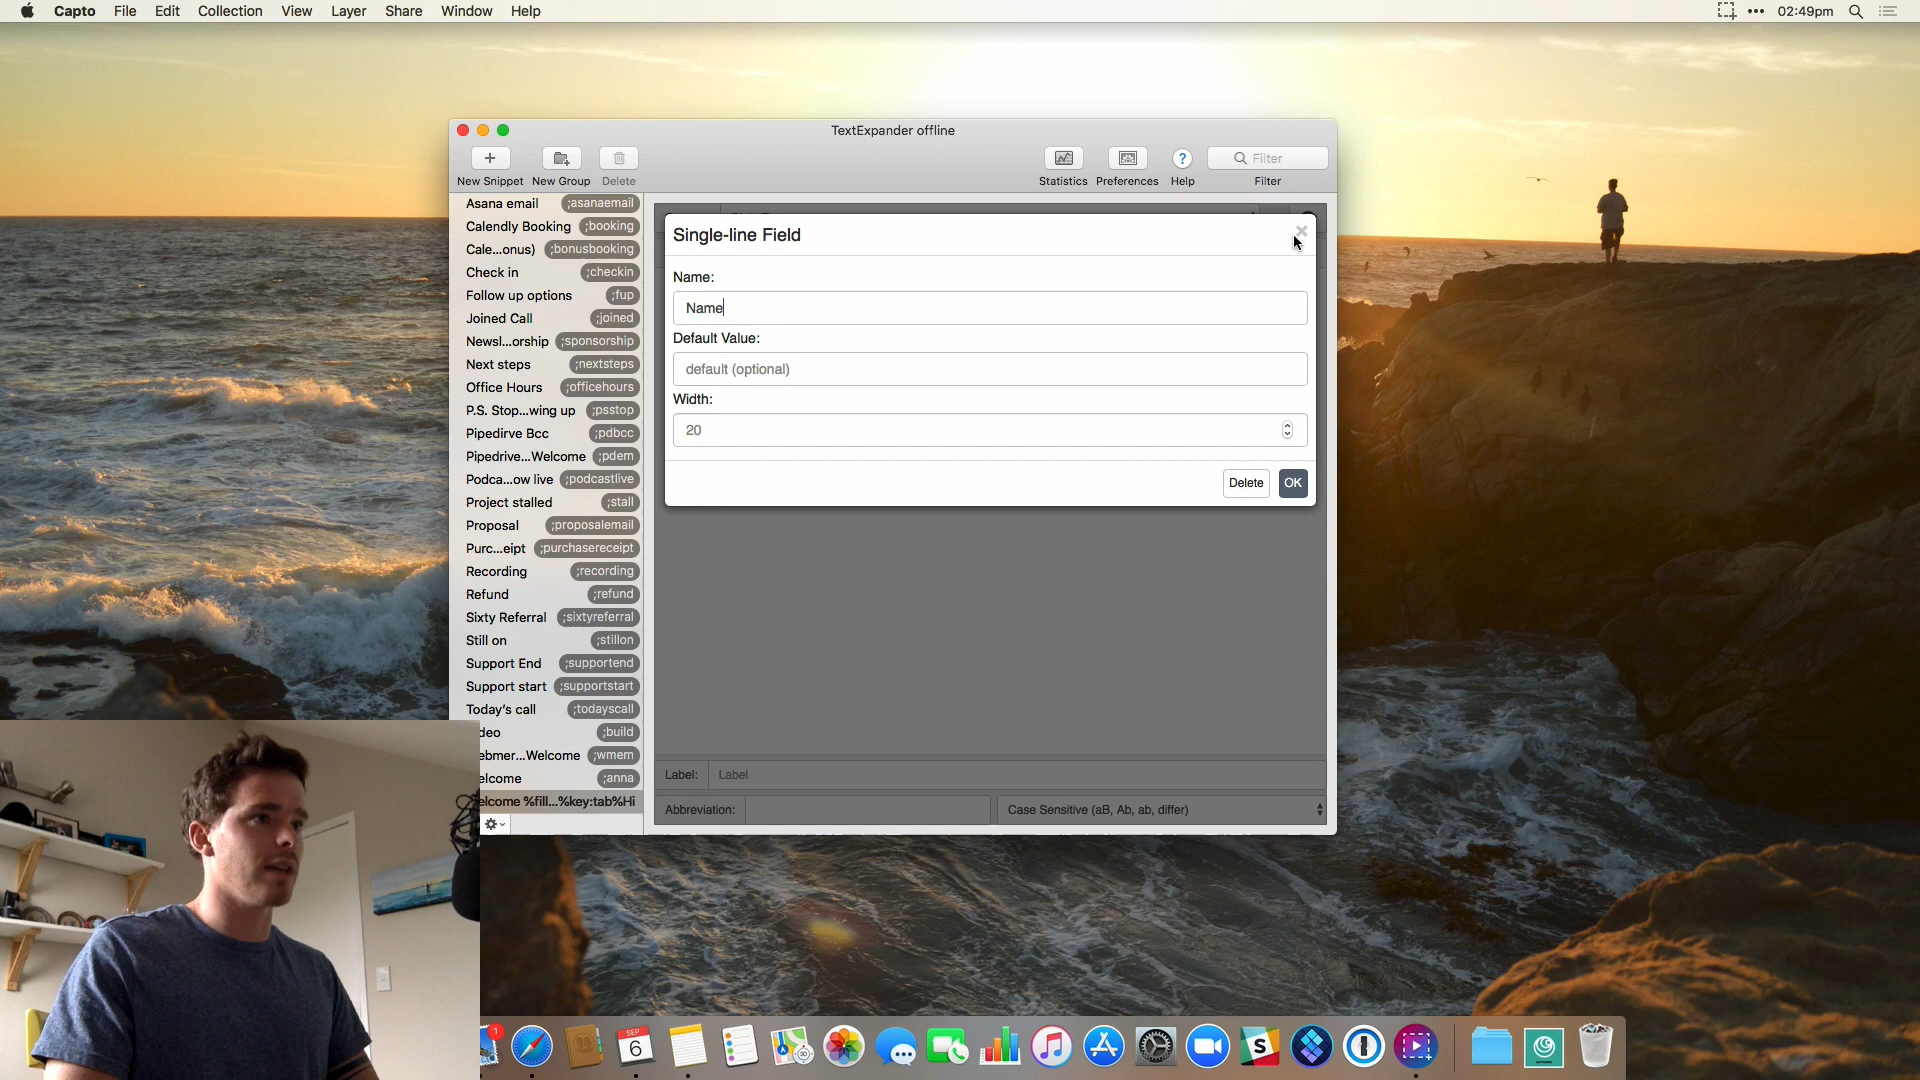 Capto File Edit Collection View Layer Share Window Help
02:49pm
TextExpander offline
New Snippet New Group Delete
Statistics Preferences Help Filter
Filter
Asana email ;asanaemail
Calendly Booking ;booking
Cale...onus) ;bonusbooking
Check in ;checkin
Follow up options ;fup
Joined Call ;joined
Newsl...orship ;sponsorship
Next steps ;nextsteps
Office Hours ;officehours
P.S. Stop...wing up ;psstop
Pipedirve Bcc ;pdbcc
Pipedrive...Welcome ;pdem
Podca...ow live ;podcastlive
Project stalled ;stall
Proposal ;proposalemail
Purc...eipt ;purchasereceipt
Recording ;recording
Refund ;refund
Sixty Referral ;sixtyreferral
Still on ;stillon
Support End ;supportend
Support start ;supportstart
Today's call ;todayscall
deo ;build
ebmer...Welcome ;wmem
elcome ;anna
elcome %fill...%key:tab%Hi
Single-line Field
Name:
Name
Default Value:
default (optional)
Width:
20
Delete OK
Label: Label
Abbreviation:
Case Sensitive (aB, Ab, ab, differ)
1
SEP
6
3D
S